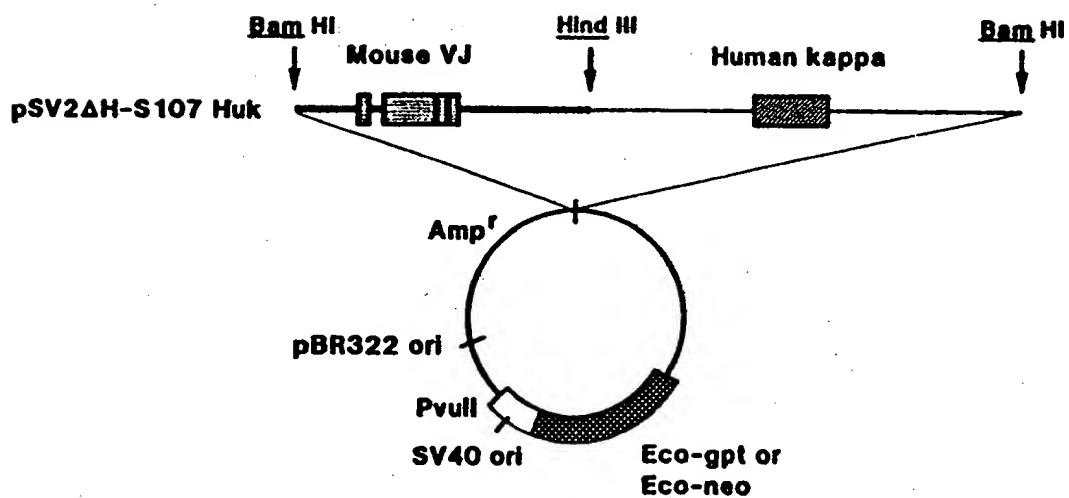 Bam HI
Hind III
Bam HI
Mouse VJ
Human kappa
pSV2ΔH-S107 Huk
Amp^r
pBR322 ori
PvuII
SV40 ori
Eco-gpt or
Eco-neo